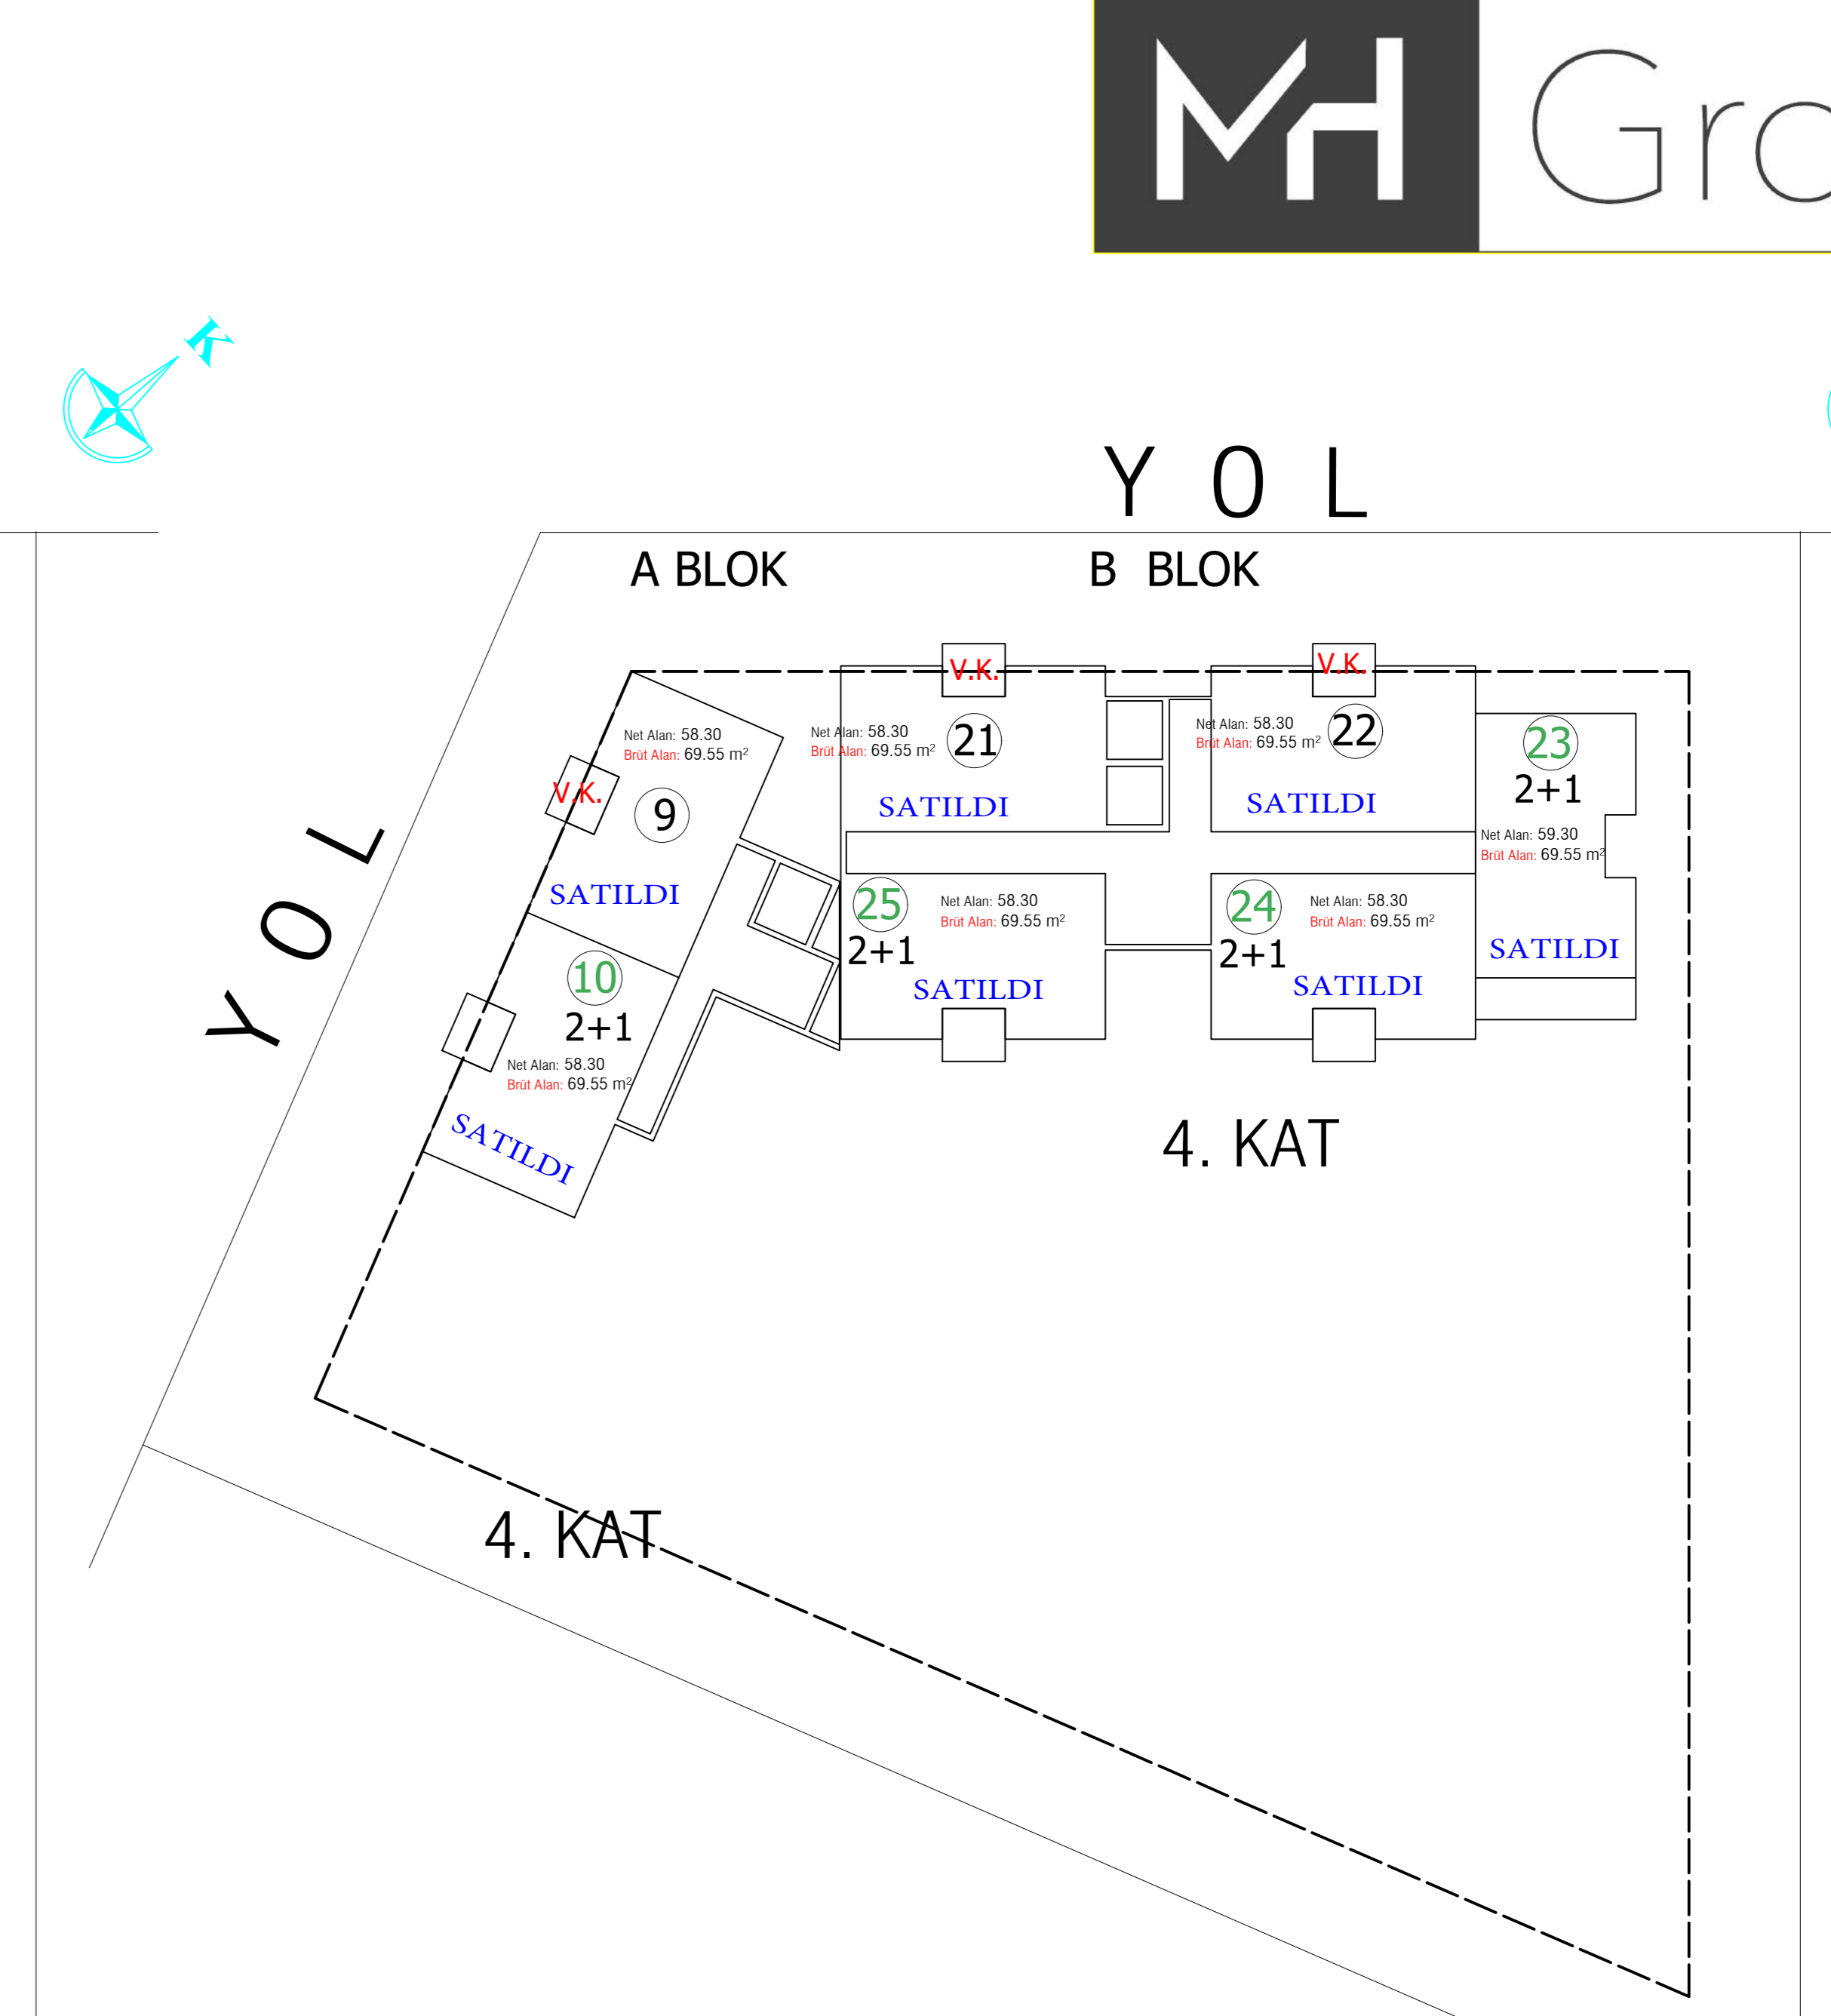 MH Gro
K
Y O L
A BLOK
B BLOK
Y O L
V.K.
V.K.
V.K.
Net Alan: 58.30
Brüt Alan: 69.55 m²
9
SATILDI
Net Alan: 58.30
Brüt Alan: 69.55 m²
21
SATILDI
Net Alan: 58.30
Brüt Alan: 69.55 m²
22
SATILDI
23
2+1
Net Alan: 59.30
Brüt Alan: 69.55 m²
SATILDI
25
2+1
Net Alan: 58.30
Brüt Alan: 69.55 m²
SATILDI
24
2+1
Net Alan: 58.30
Brüt Alan: 69.55 m²
SATILDI
10
2+1
Net Alan: 58.30
Brüt Alan: 69.55 m²
SATILDI
4. KAT
4. KAT